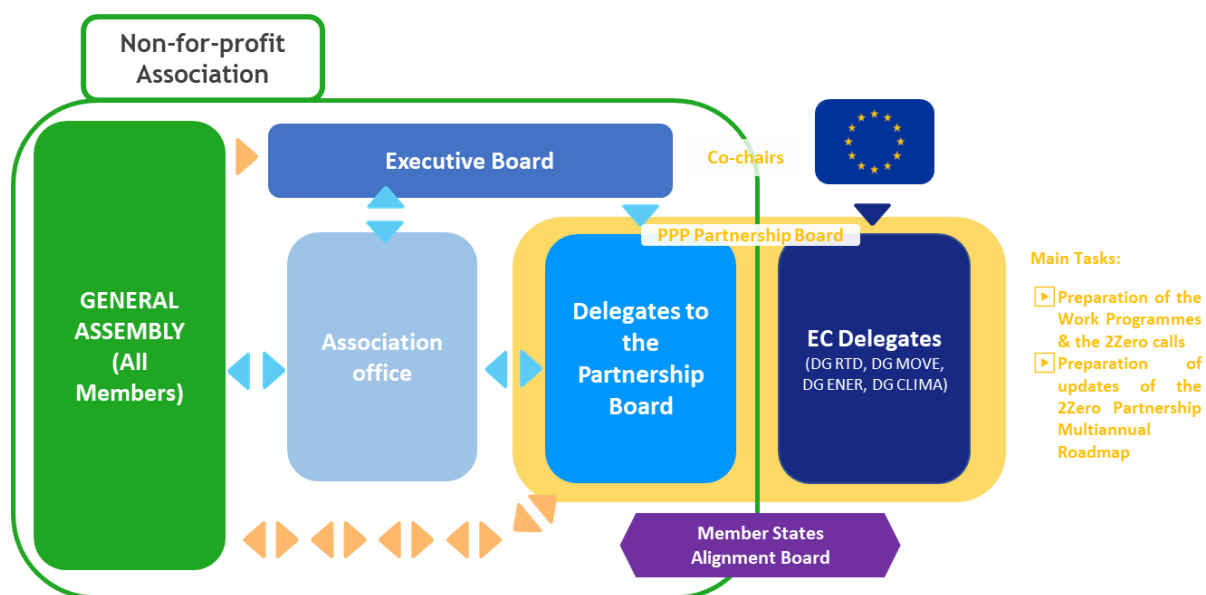 Non-for-profit
Association
Executive Board
Co-chairs
PPP Partnership Board
GENERAL
ASSEMBLY
(All
Members)
Association
office
Delegates to
the
Partnership
Board
EC Delegates
(DG RTD, DG MOVE,
DG ENER, DG CLIMA)
Main Tasks:
Preparation of the
Work Programmes
& the 2Zero calls
Preparation of
updates of the
2Zero Partnership
Multiannual
Roadmap
Member States
Alignment Board